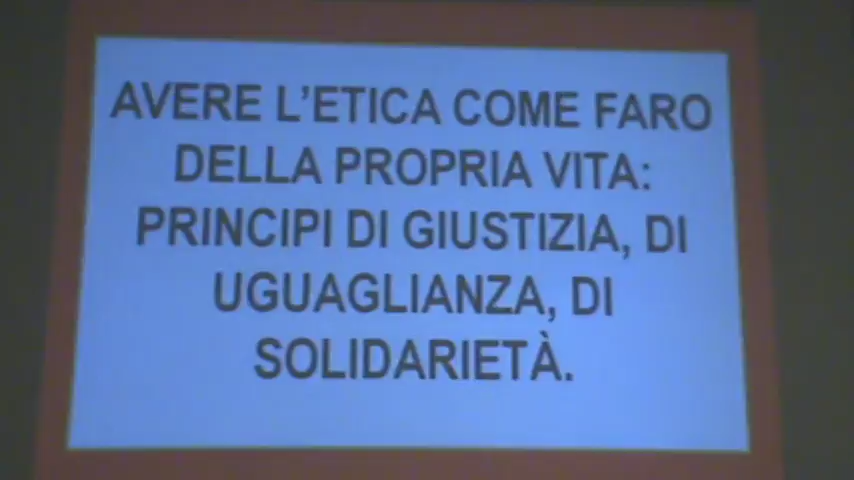 AVERE L'ETICA COME FARO
DELLA PROPRIA VITA:
PRINCIPI DI GIUSTIZIA, DI
UGUAGLIANZA, DI
SOLIDARIETÀ.